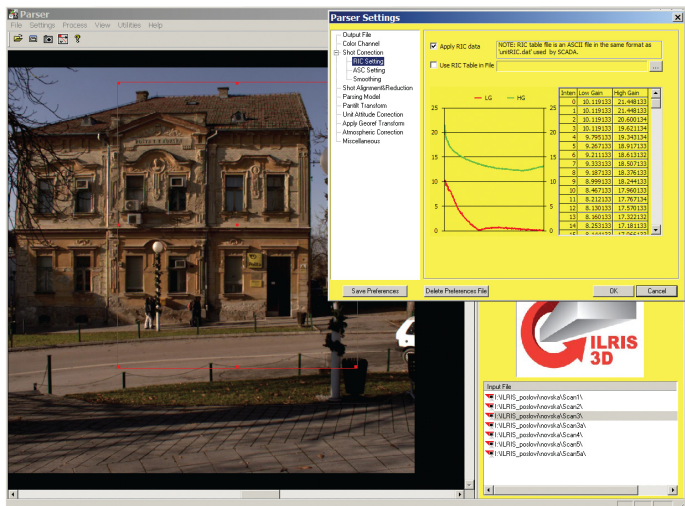 Parser
File Settings Process View Utilities Help
Parser Settings
Output File
Color Channel
Shot Correction
RIC Setting
ASC Setting
Smoothing
Shot Alignment&Reduction
Parsing Model
Pantilt Transform
Unit Attitude Correction
Apply Georef Transform
Atmospheric Correction
Miscellaneous
Apply RIC data
NOTE: RIC table file is an ASCII file in the same format as
'unitRIC.dat' used by SCADA.
Use RIC Table in File
...
LG HG
25 25
20 20
15 15
10 10
5 5
0 0
Inten Low Gain High Gain
0 10.119133 21.448133
1 10.119133 21.448133
2 10.119133 20.600134
3 10.119133 19.621134
4 9.795133 19.343134
5 9.267133 18.917133
6 9.211133 18.613132
7 9.333133 18.507133
8 9.187133 18.376133
9 8.999133 18.244133
10 8.467133 17.960133
11 8.212133 17.767134
12 8.130133 17.570133
13 8.160133 17.322132
14 8.253133 17.181133
Save Preferences Delete Preferences File OK Cancel
ILRIS
3D
Input File
I:\ILRIS_poslovi\novska\Scan1\
I:\ILRIS_poslovi\novska\Scan2\
I:\ILRIS_poslovi\novska\Scan3\
I:\ILRIS_poslovi\novska\Scan3a\
I:\ILRIS_poslovi\novska\Scan4\
I:\ILRIS_poslovi\novska\Scan5\
I:\ILRIS_poslovi\novska\Scan5a\